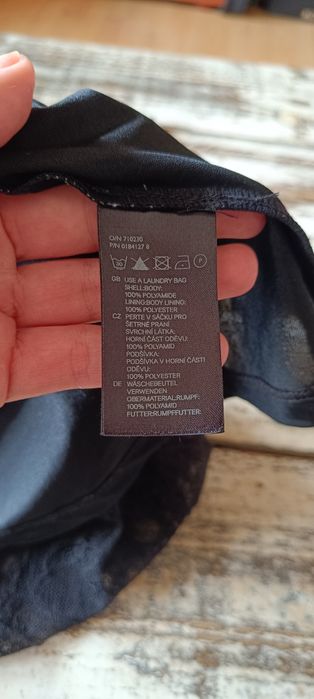 O/N 710230
P/N 0184127 8
30
P
GB USE A LAUNDRY BAG
SHELL:BODY:
100% POLYAMIDE
LINING:BODY LINING:
100% POLYESTER
CZ PERTE V SÁČKU PRO
ŠETRNÉ PRANÍ
SVRCHNÍ LÁTKA:
HORNÍ ČÁST ODĚVU:
100% POLYAMID
PODŠÍVKA:
PODŠÍVKA V HORNÍ ČÁSTI
ODĚVU:
100% POLYESTER
DE WÄSCHEBEUTEL
VERWENDEN
OBERMATERIAL:RUMPF:
100% POLYAMID
FUTTER:RUMPFFUTTER: